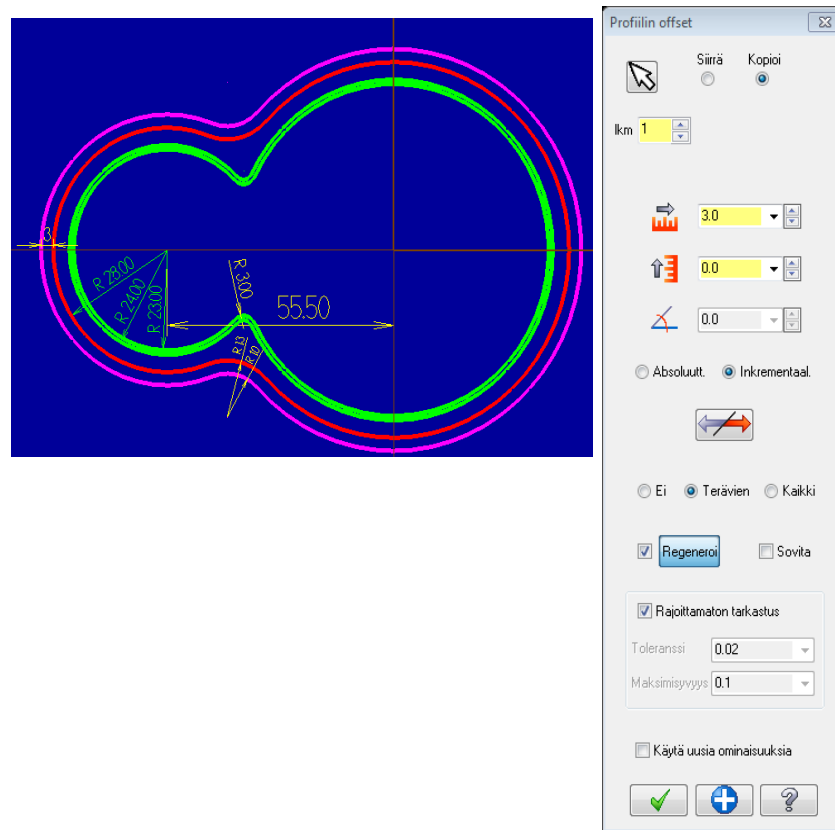 3
R 28.00
R 24.00
R 23.00
R 3.00
55.50
R13
R10
Profiilin offset
Siirrä Kopioi
lkm 1
3.0
0.0
0.0
Absoluutt. Inkrementaal.
Ei Terävien Kaikki
Regeneroi Sovita
Rajoittamaton tarkastus
Toleranssi 0.02
Maksimisyvyys 0.1
Käytä uusia ominaisuuksia